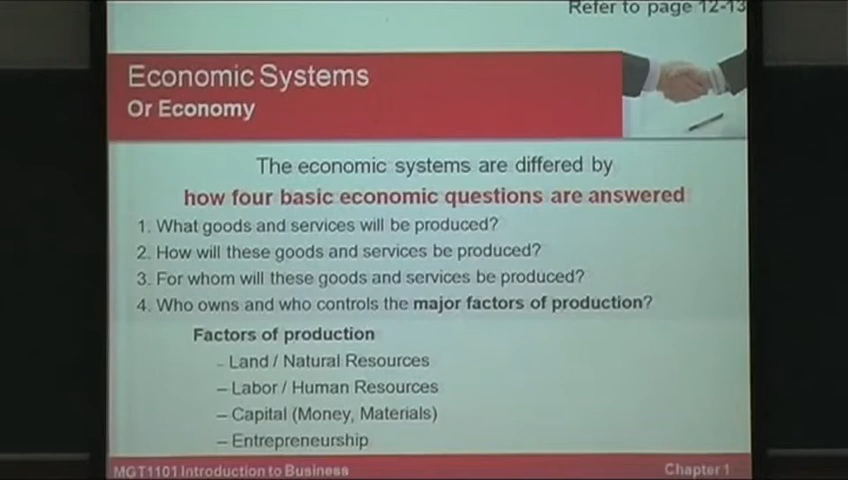 Refer to page 12-13
Economic Systems
Or Economy
The economic systems are differed by
how four basic economic questions are answered
1. What goods and services will be produced?
2. How will these goods and services be produced?
3. For whom will these goods and services be produced?
4. Who owns and who controls the major factors of production?
Factors of production
– Land / Natural Resources
– Labor / Human Resources
– Capital (Money, Materials)
– Entrepreneurship
MGT1101 Introduction to Business
Chapter 1